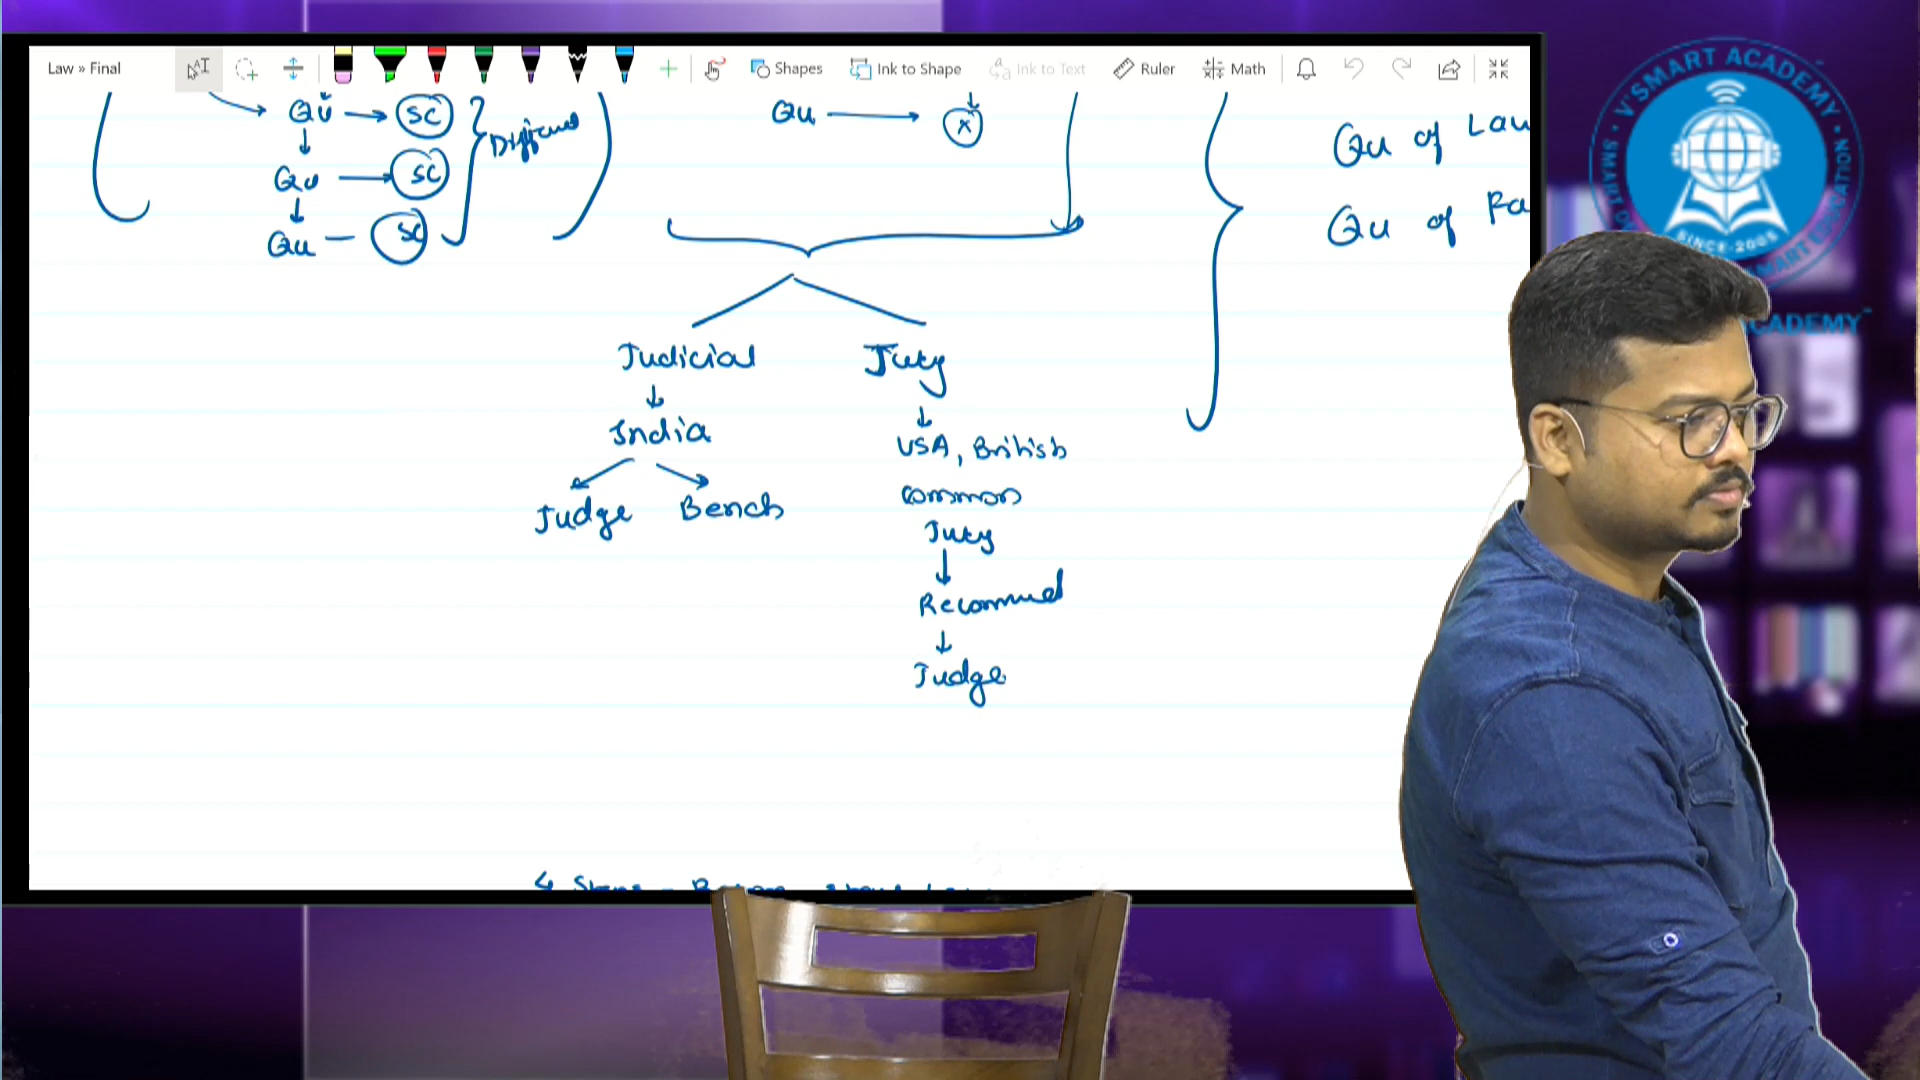 Law » Final
Shapes
Ink to Shape
Ink to Text
Ruler
Math
Qu → SC
Qu → SC
Qu — SC
Qu → x
Qu of Law
Qu of Fa
Judicial
Jury
India
USA, British
Judge
Bench
Common
Jury
Recommed
Judge
V'SMART ACADEMY
SINCE-2005
ACADEMY